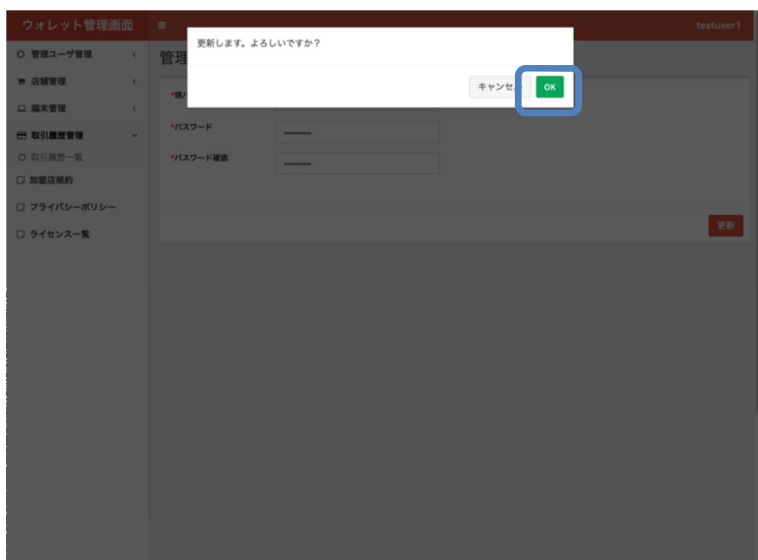 ウォレット管理画面
testuser1
更新します。よろしいですか？
管理ユーザ管理
管理
店舗管理
キャンセル
OK
*現パ
端末管理
*パスワード
取引履歴管理
取引履歴一覧
*パスワード確認
加盟店規約
プライバシーポリシー
更新
ライセンス一覧